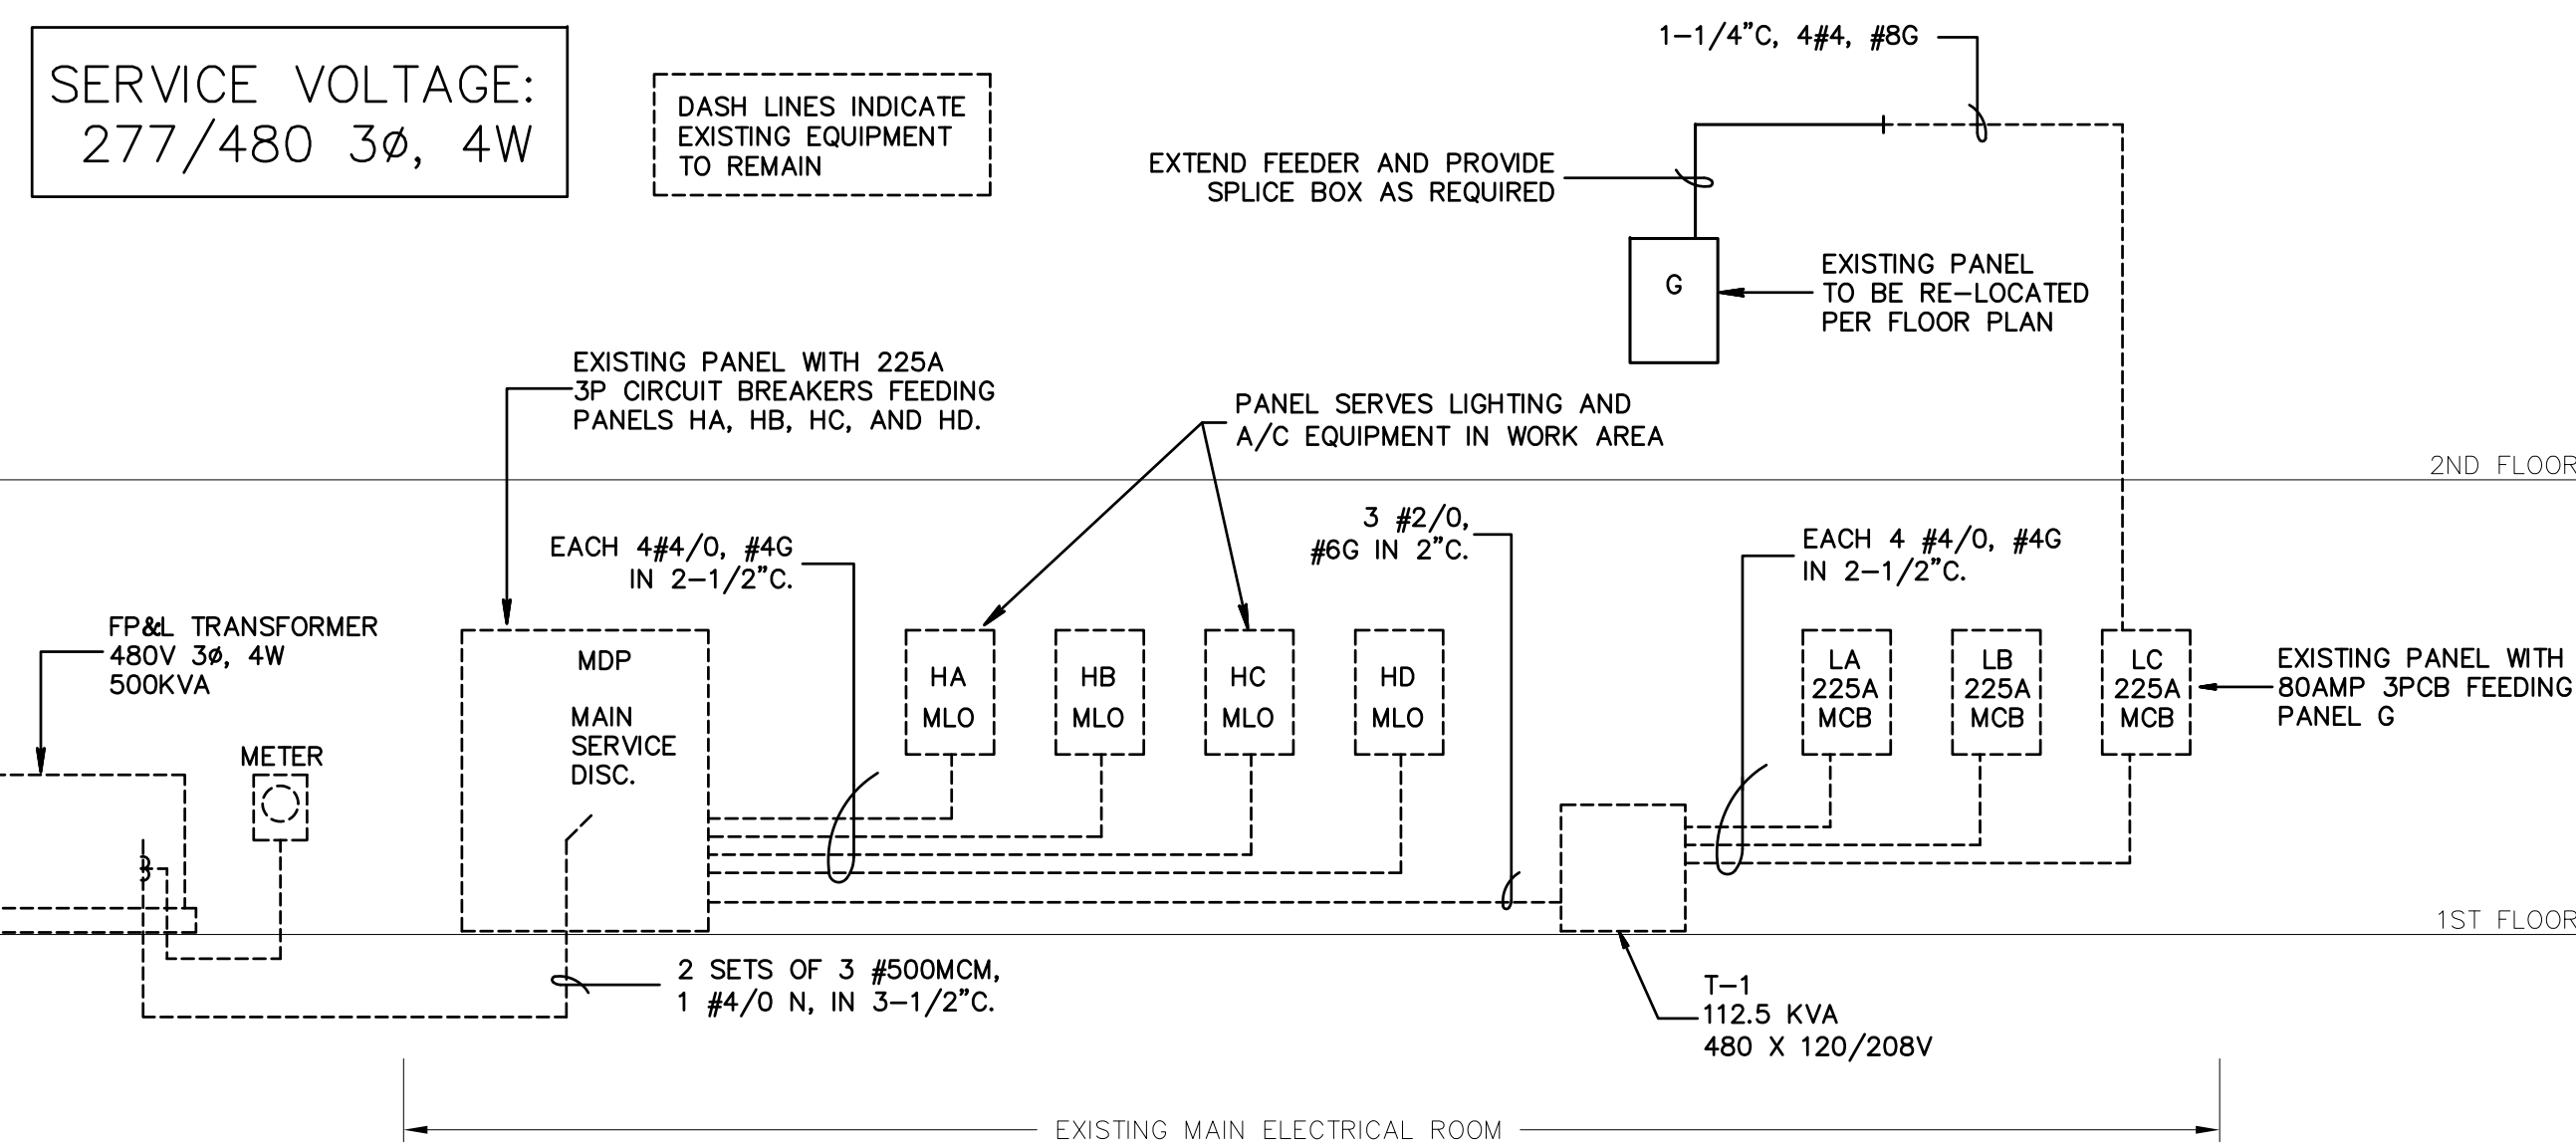 SERVICE VOLTAGE:
277/480 3ø, 4W
DASH LINES INDICATE
EXISTING EQUIPMENT
TO REMAIN
1-1/4"C, 4#4, #8G
EXTEND FEEDER AND PROVIDE
SPLICE BOX AS REQUIRED
G
EXISTING PANEL
TO BE RE-LOCATED
PER FLOOR PLAN
EXISTING PANEL WITH 225A
3P CIRCUIT BREAKERS FEEDING
PANELS HA, HB, HC, AND HD.
PANEL SERVES LIGHTING AND
A/C EQUIPMENT IN WORK AREA
2ND FLOOR
EACH 4#4/0, #4G
IN 2-1/2"C.
3 #2/0,
#6G IN 2"C.
EACH 4 #4/0, #4G
IN 2-1/2"C.
FP&L TRANSFORMER
480V 3ø, 4W
500KVA
METER
MDP
MAIN
SERVICE
DISC.
HA
MLO
HB
MLO
HC
MLO
HD
MLO
LA
225A
MCB
LB
225A
MCB
LC
225A
MCB
EXISTING PANEL WITH
80AMP 3PCB FEEDING
PANEL G
1ST FLOOR
2 SETS OF 3 #500MCM,
1 #4/0 N, IN 3-1/2"C.
T-1
112.5 KVA
480 X 120/208V
EXISTING MAIN ELECTRICAL ROOM